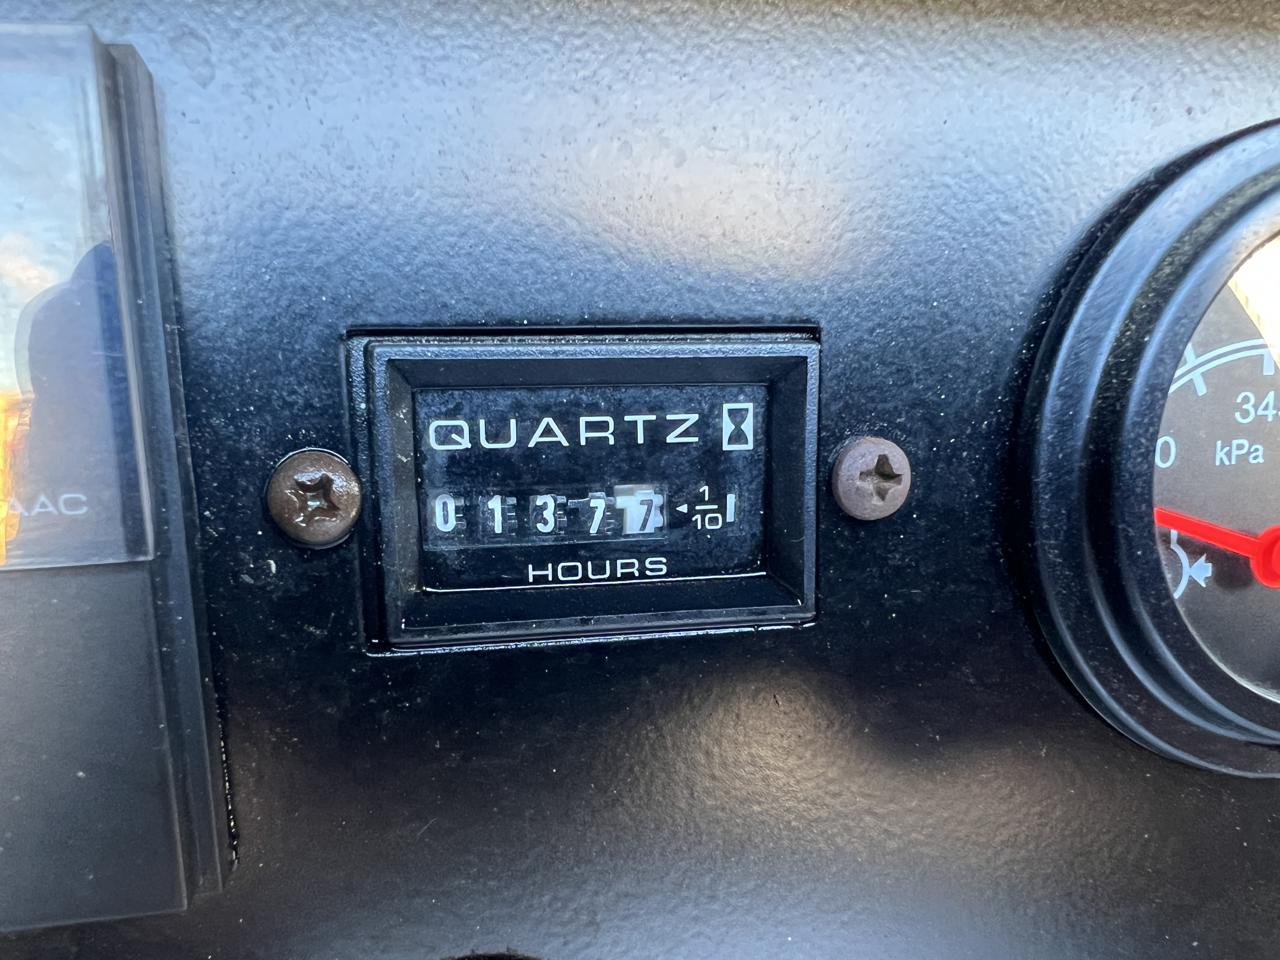 QUARTZ
0 1 3 7 7 1/10
HOURS
AAC
34
0 kPa